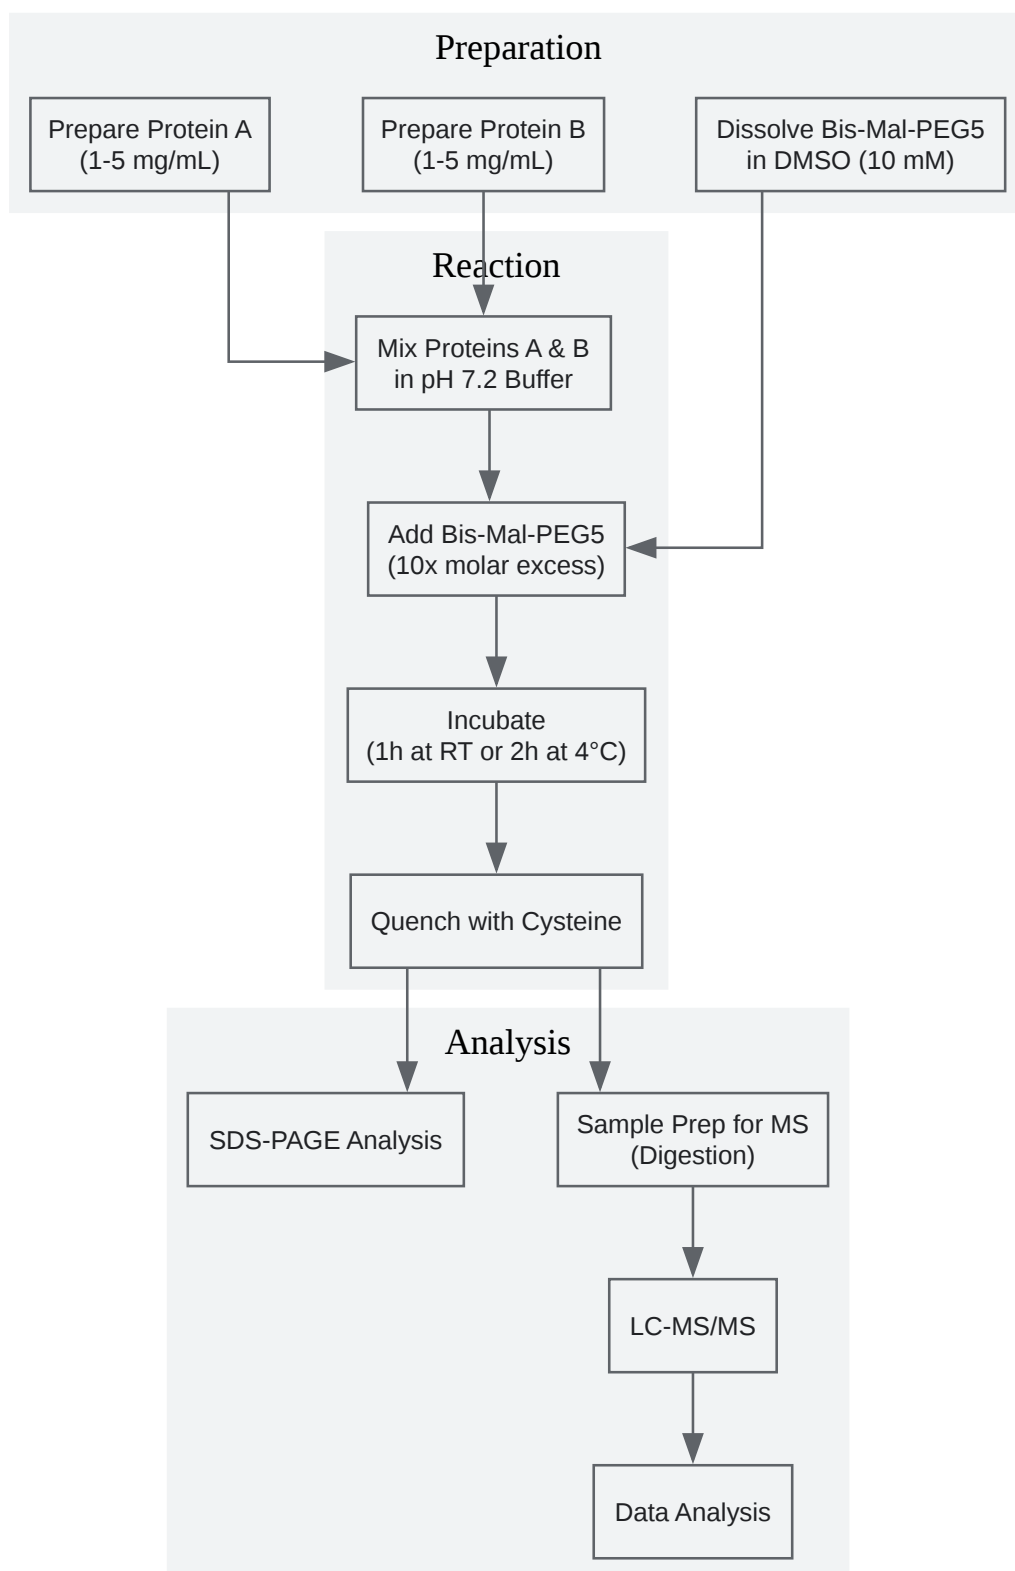 Preparation
Prepare Protein A
(1-5 mg/mL)
Prepare Protein B
(1-5 mg/mL)
Dissolve Bis-Mal-PEG5
in DMSO (10 mM)
Reaction
Mix Proteins A & B
in pH 7.2 Buffer
Add Bis-Mal-PEG5
(10x molar excess)
Incubate
(1h at RT or 2h at 4°C)
Quench with Cysteine
Analysis
SDS-PAGE Analysis
Sample Prep for MS
(Digestion)
LC-MS/MS
Data Analysis